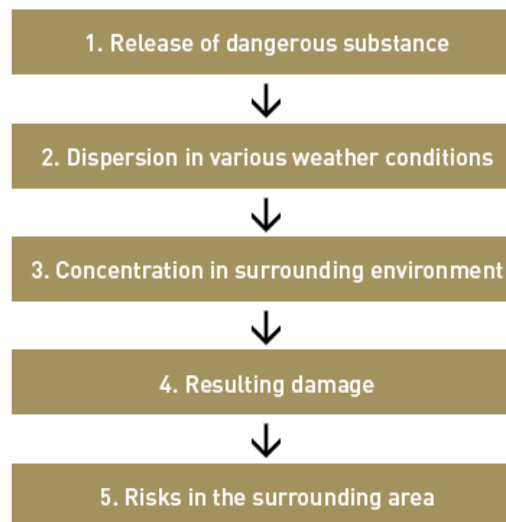 1. Release of dangerous substance
2. Dispersion in various weather conditions
3. Concentration in surrounding environment
4. Resulting damage
5. Risks in the surrounding area